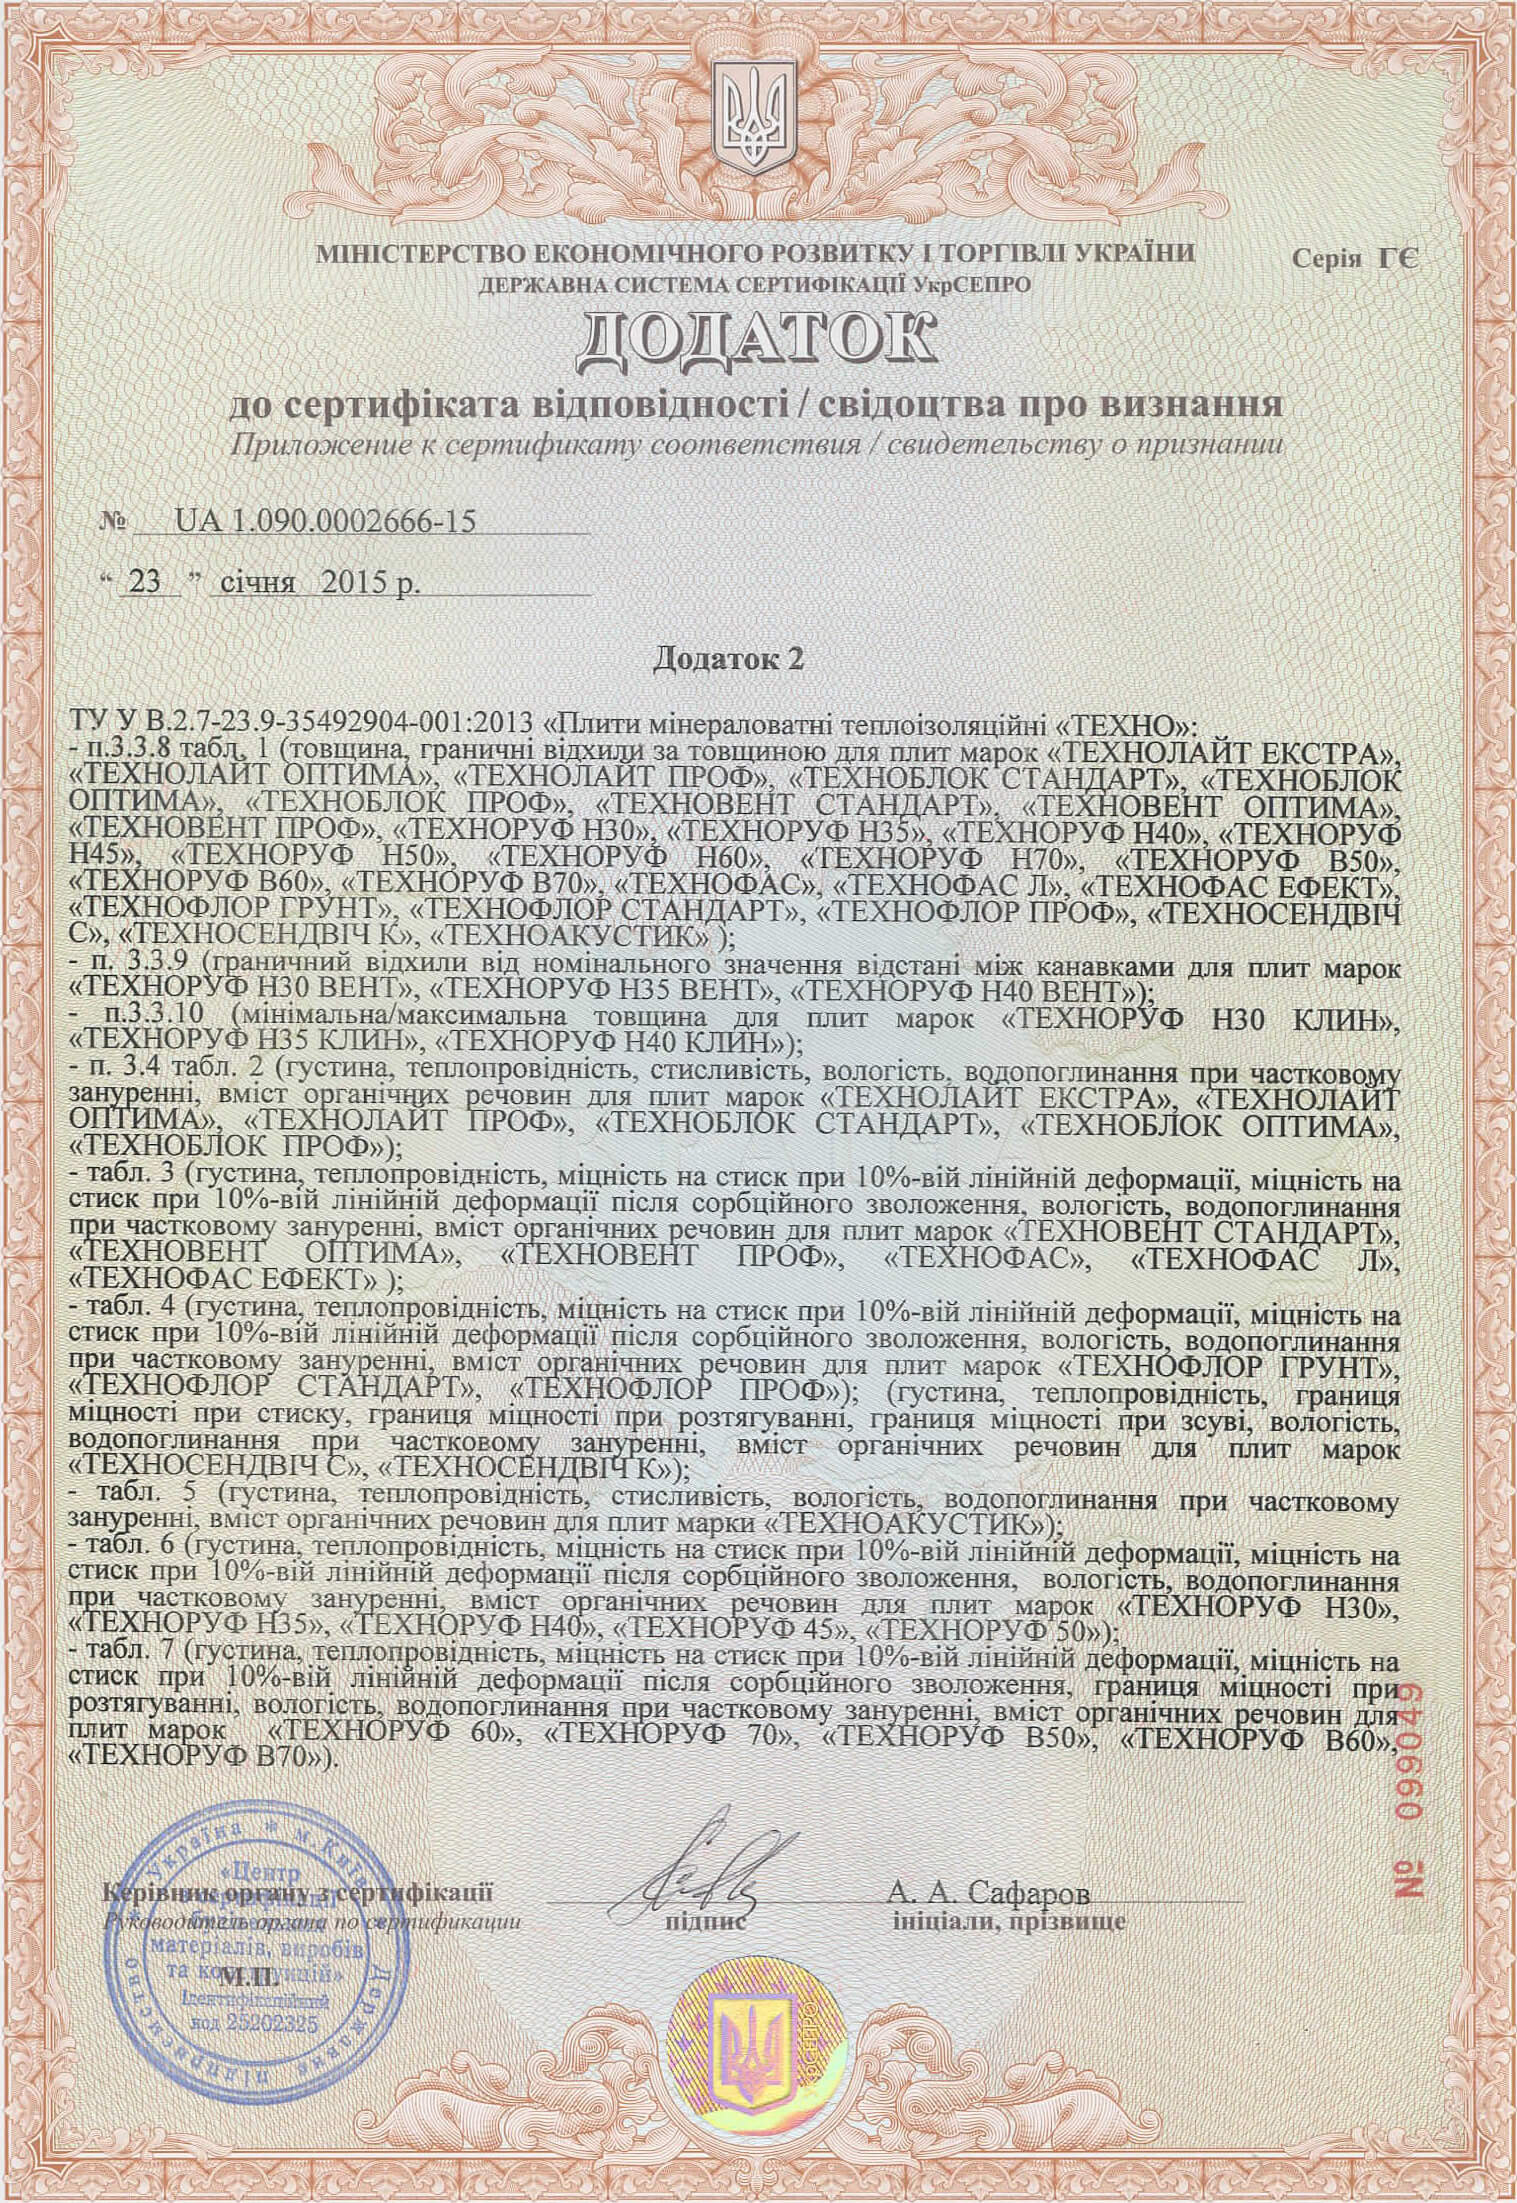 МІНІСТЕРСТВО ЕКОНОМІЧНОГО РОЗВИТКУ І ТОРГІВЛІ УКРАЇНИ
Серія ГЄ
ДЕРЖАВНА СИСТЕМА СЕРТИФІКАЦІЇ УкрСЕПРО
ДОДАТОК
до сертифіката відповідності / свідоцтва про визнання
Приложение к сертификату соответствия / свидетельству о признании
№ UA 1.090.0002666-15
“ 23 ” січня 2015 р.
Додаток 2
ТУ У В.2.7-23.9-35492904-001:2013 «Плити мінераловатні теплоізоляційні «ТЕХНО»:
- п.3.3.8 табл. 1 (товщина, граничні відхили за товщиною для плит марок «ТЕХНОЛАЙТ ЕКСТРА»,
«ТЕХНОЛАЙТ ОПТИМА», «ТЕХНОЛАЙТ ПРОФ», «ТЕХНОБЛОК СТАНДАРТ», «ТЕХНОБЛОК
ОПТИМА», «ТЕХНОБЛОК ПРОФ», «ТЕХНОВЕНТ СТАНДАРТ», «ТЕХНОВЕНТ ОПТИМА»,
«ТЕХНОВЕНТ ПРОФ», «ТЕХНОРУФ Н30», «ТЕХНОРУФ Н35», «ТЕХНОРУФ Н40», «ТЕХНОРУФ
Н45», «ТЕХНОРУФ Н50», «ТЕХНОРУФ Н60», «ТЕХНОРУФ Н70», «ТЕХНОРУФ В50»,
«ТЕХНОРУФ В60», «ТЕХНОРУФ В70», «ТЕХНОФАС», «ТЕХНОФАС Л», «ТЕХНОФАС ЕФЕКТ»,
«ТЕХНОФЛОР ГРУНТ», «ТЕХНОФЛОР СТАНДАРТ», «ТЕХНОФЛОР ПРОФ», «ТЕХНОСЕНДВІЧ
С», «ТЕХНОСЕНДВІЧ К», «ТЕХНОАКУСТИК» );
- п. 3.3.9 (граничний відхили від номінального значення відстані між канавками для плит марок
«ТЕХНОРУФ Н30 ВЕНТ», «ТЕХНОРУФ Н35 ВЕНТ», «ТЕХНОРУФ Н40 ВЕНТ»);
- п.3.3.10 (мінімальна/максимальна товщина для плит марок «ТЕХНОРУФ Н30 КЛИН»,
«ТЕХНОРУФ Н35 КЛИН», «ТЕХНОРУФ Н40 КЛИН»);
- п. 3.4 табл. 2 (густина, теплопровідність, стисливість, вологість, водопоглинання при частковому
зануренні, вміст органічних речовин для плит марок «ТЕХНОЛАЙТ ЕКСТРА», «ТЕХНОЛАЙТ
ОПТИМА», «ТЕХНОЛАЙТ ПРОФ», «ТЕХНОБЛОК СТАНДАРТ», «ТЕХНОБЛОК ОПТИМА»,
«ТЕХНОБЛОК ПРОФ»);
- табл. 3 (густина, теплопровідність, міцність на стиск при 10%-вій лінійній деформації, міцність на
стиск при 10%-вій лінійній деформації після сорбційного зволоження, вологість, водопоглинання
при частковому зануренні, вміст органічних речовин для плит марок «ТЕХНОВЕНТ СТАНДАРТ»,
«ТЕХНОВЕНТ ОПТИМА», «ТЕХНОВЕНТ ПРОФ», «ТЕХНОФАС», «ТЕХНОФАС Л»,
«ТЕХНОФАС ЕФЕКТ» );
- табл. 4 (густина, теплопровідність, міцність на стиск при 10%-вій лінійній деформації, міцність на
стиск при 10%-вій лінійній деформації після сорбційного зволоження, вологість, водопоглинання
при частковому зануренні, вміст органічних речовин для плит марок «ТЕХНОФЛОР ГРУНТ»,
«ТЕХНОФЛОР СТАНДАРТ», «ТЕХНОФЛОР ПРОФ»); (густина, теплопровідність, границя
міцності при стиску, границя міцності при розтягуванні, границя міцності при зсуві, вологість,
водопоглинання при частковому зануренні, вміст органічних речовин для плит марок
«ТЕХНОСЕНДВІЧ С», «ТЕХНОСЕНДВІЧ К»);
- табл. 5 (густина, теплопровідність, стисливість, вологість, водопоглинання при частковому
зануренні, вміст органічних речовин для плит марки «ТЕХНОАКУСТИК»);
- табл. 6 (густина, теплопровідність, міцність на стиск при 10%-вій лінійній деформації, міцність на
стиск при 10%-вій лінійній деформації після сорбційного зволоження, вологість, водопоглинання
при частковому зануренні, вміст органічних речовин для плит марок «ТЕХНОРУФ Н30»,
«ТЕХНОРУФ Н35», «ТЕХНОРУФ Н40», «ТЕХНОРУФ 45», «ТЕХНОРУФ 50»);
- табл. 7 (густина, теплопровідність, міцність на стиск при 10%-вій лінійній деформації, міцність на
стиск при 10%-вій лінійній деформації після сорбційного зволоження, границя міцності при
розтягуванні, вологість, водопоглинання при частковому зануренні, вміст органічних речовин для
плит марок «ТЕХНОРУФ 60», «ТЕХНОРУФ 70», «ТЕХНОРУФ В50», «ТЕХНОРУФ В60»,
«ТЕХНОРУФ В70»).
№ 099049
Керівник органу з сертифікації
Руководитель органа по сертификации
М.П.
підпис
А. А. Сафаров
ініціали, прізвище
Україна * м.Київ * Державне підприємство *
«Центр
матеріалів, виробів
Ідентифікаційний
код 25202325
УкрСЕПРО